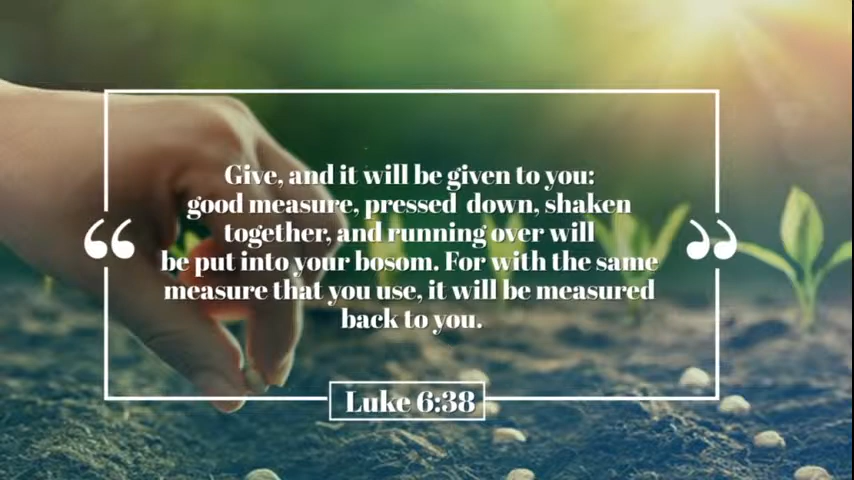 Give, and it will be given to you:
good measure, pressed down, shaken
together, and running over will
be put into your bosom. For with the same
measure that you use, it will be measured
back to you.
Luke 6:38